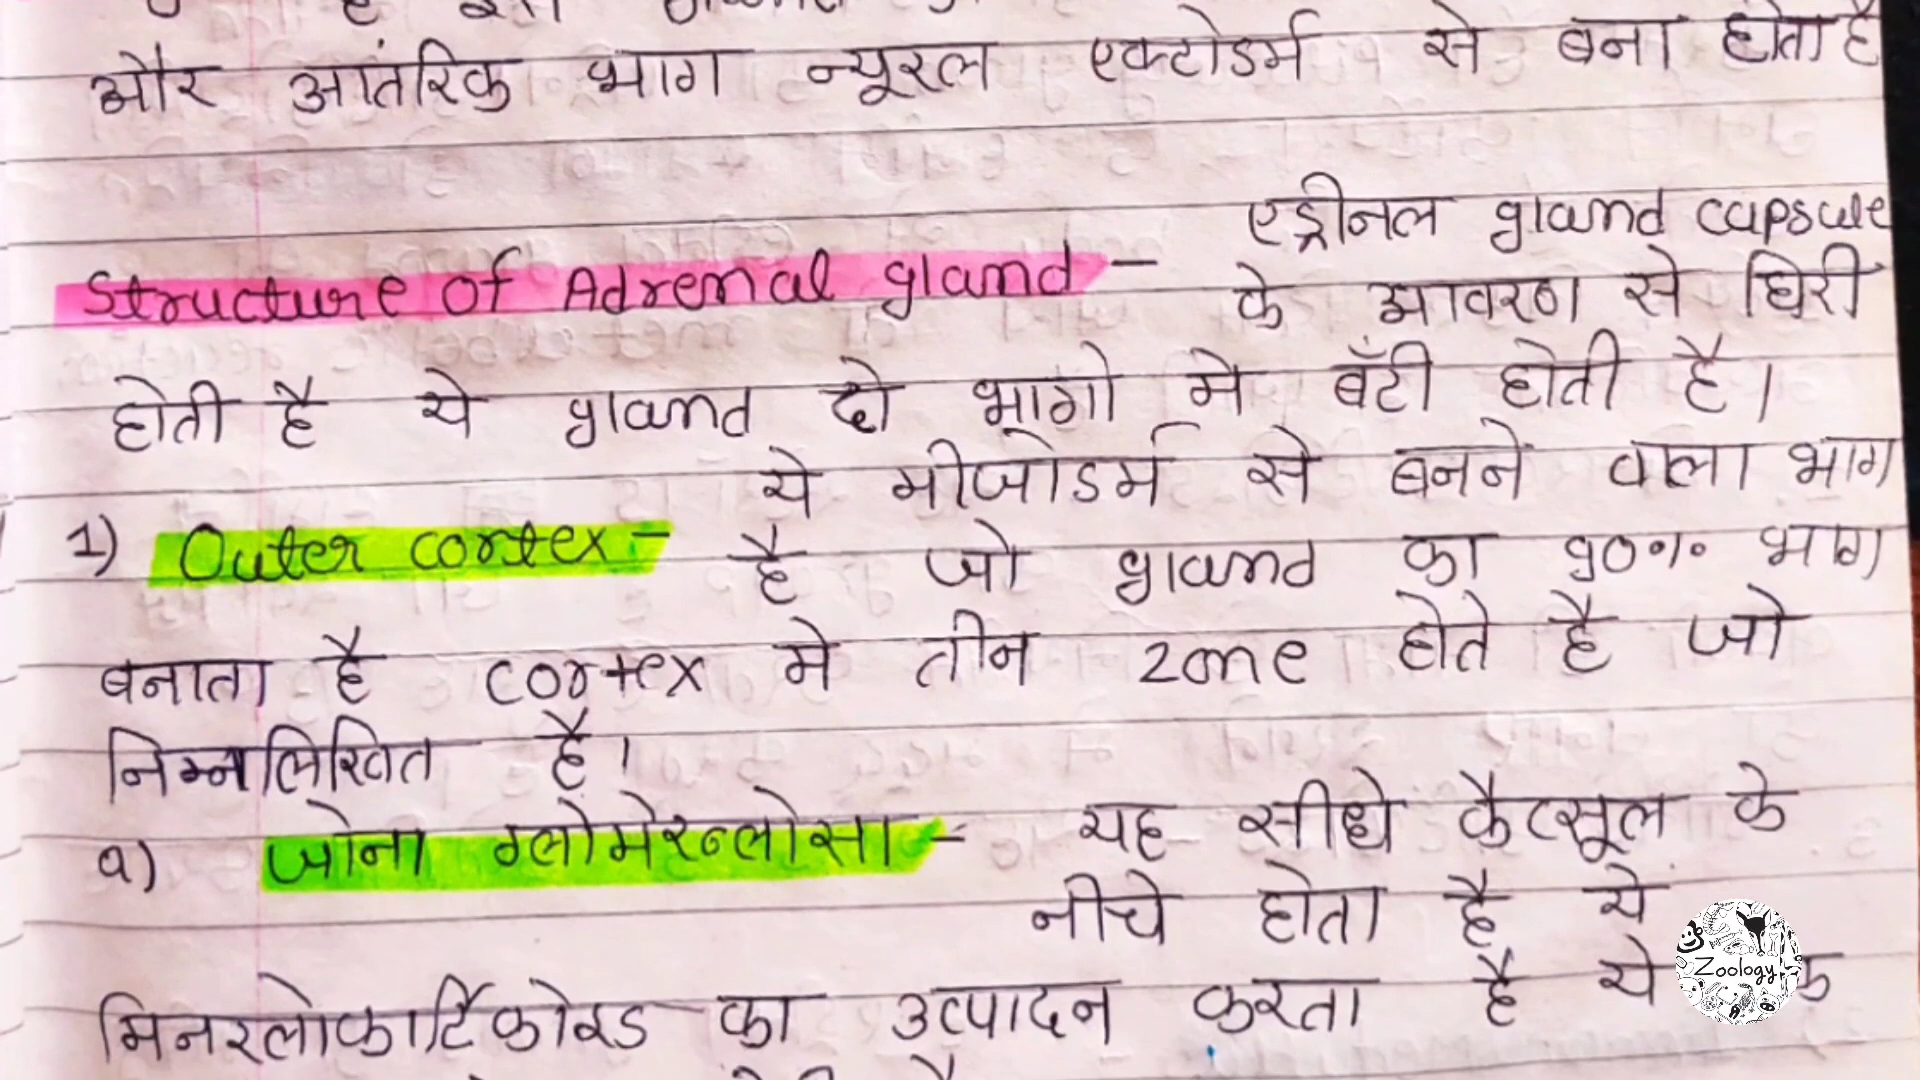 और आंतरिक भाग न्यूरल एक्टोडर्म से बना होता है
एड्रीनल gland capsule
Structure of Adrenal gland -
के आवरण से घिरी
होती है ये gland दो भागो मे बँटी होती है।
ये मीजोडर्म से बनने वाला भाग
1) Outer cortex -
है जो gland का 90% भाग
बनाता है cortex मे तीन zone होते है जो
निम्नलिखित है।
a) जोना ग्लोमेरुलोसा - यह सीधे कैप्सूल के
नीचे होता है ये
मिनरलोकार्टिकोइड का उत्पादन करता है ये
Zoology